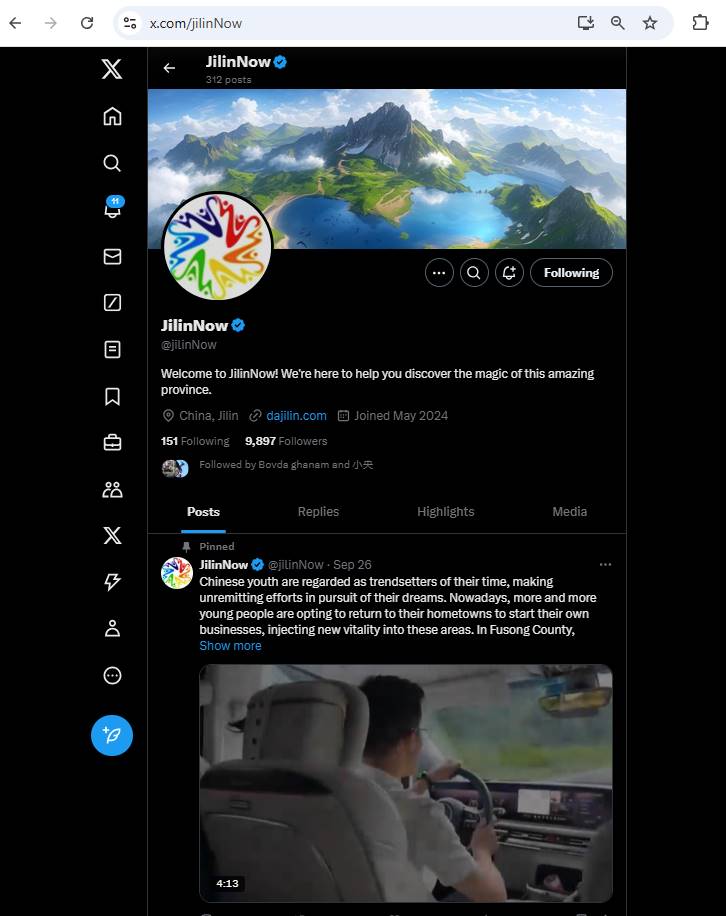 x.com/jilinNow
JilinNow
312 posts
11
Following
JilinNow
@jilinNow
Welcome to JilinNow! We're here to help you discover the magic of this amazing
province.
China, Jilin dajilin.com Joined May 2024
151 Following 9,897 Followers
Followed by Bovda ghanam and 小央
Posts Replies Highlights Media
Pinned
JilinNow @jilinNow · Sep 26
Chinese youth are regarded as trendsetters of their time, making
unremitting efforts in pursuit of their dreams. Nowadays, more and more
young people are opting to return to their hometowns to start their own
businesses, injecting new vitality into these areas. In Fusong County,
Show more
4:13